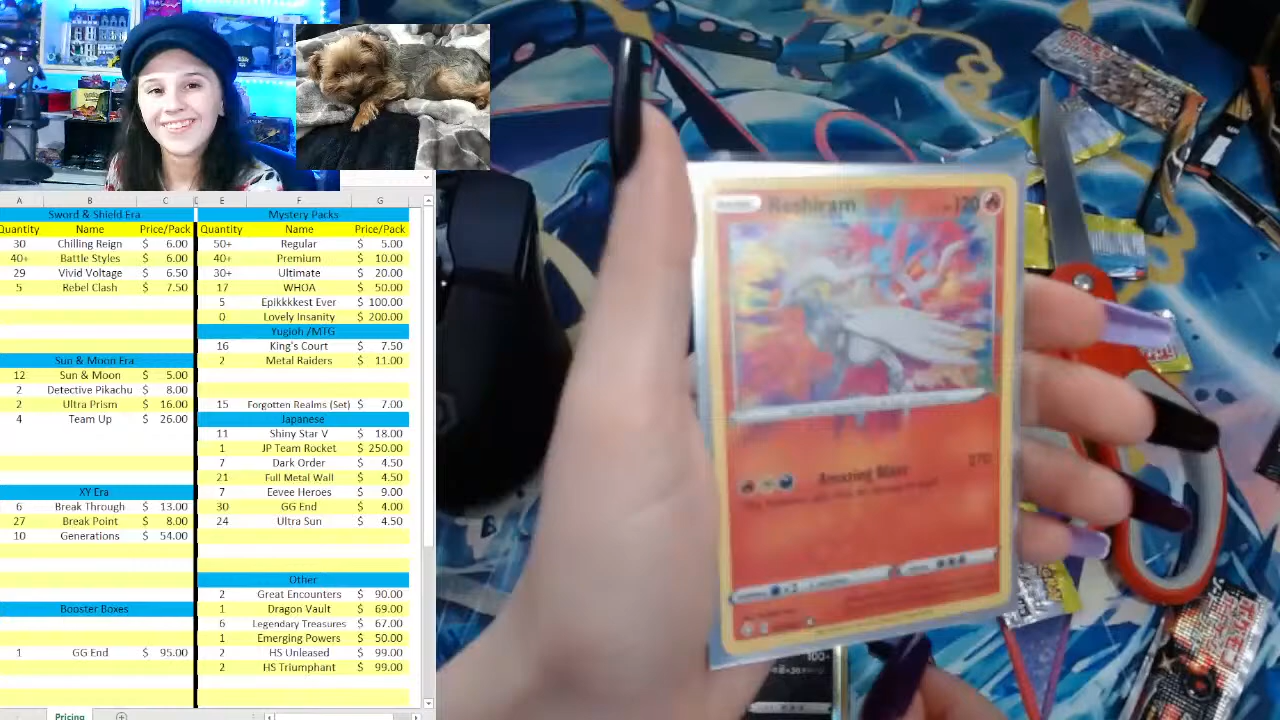 A B C E F G
Sword & Shield Era Mystery Packs
Quantity Name Price/Pack Quantity Name Price/Pack
30 Chilling Reign $ 6.00 50+ Regular $ 5.00
40+ Battle Styles $ 6.00 40+ Premium $ 10.00
29 Vivid Voltage $ 6.50 30+ Ultimate $ 20.00
5 Rebel Clash $ 7.50 17 WHOA $ 50.00
5 Epikkkkest Ever $ 100.00
0 Lovely Insanity $ 200.00
Yugioh /MTG
16 King's Court $ 7.50
Sun & Moon Era 2 Metal Raiders $ 11.00
12 Sun & Moon $ 5.00
2 Detective Pikachu $ 8.00
2 Ultra Prism $ 16.00 15 Forgotten Realms (Set) $ 7.00
4 Team Up $ 26.00 Japanese
11 Shiny Star V $ 18.00
1 JP Team Rocket $ 250.00
7 Dark Order $ 4.50
XY Era 21 Full Metal Wall $ 4.50
6 Break Through $ 13.00 7 Eevee Heroes $ 9.00
27 Break Point $ 8.00 30 GG End $ 4.00
10 Generations $ 54.00 24 Ultra Sun $ 4.50
Other
2 Great Encounters $ 90.00
Booster Boxes 1 Dragon Vault $ 69.00
6 Legendary Treasures $ 67.00
1 Emerging Powers $ 50.00
1 GG End $ 95.00 2 HS Unleased $ 99.00
2 HS Triumphant $ 99.00
Pricing
Reshiram 120
Amazing Blaze 270
×2
100+